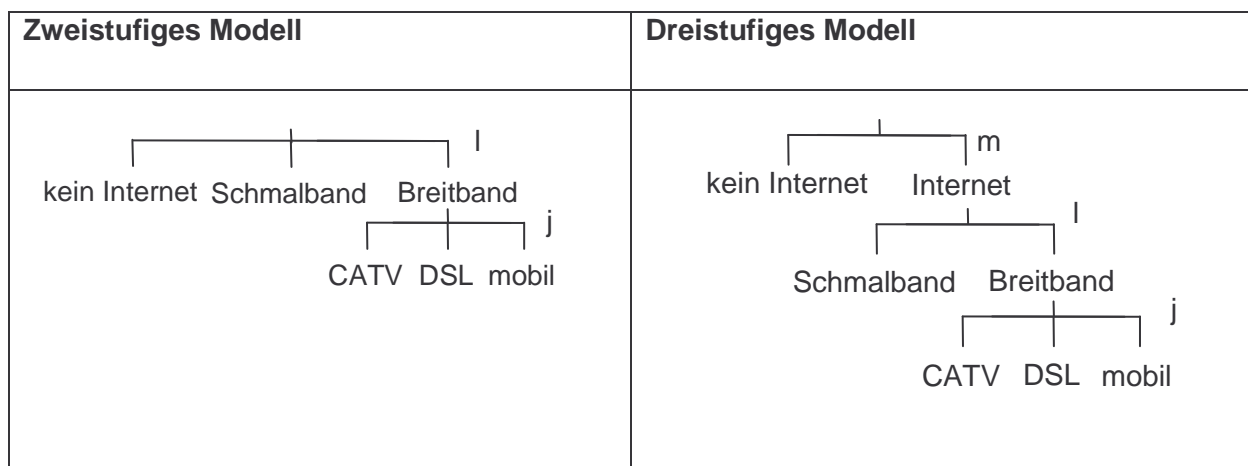 Zweistufiges Modell
l
kein Internet Schmalband Breitband
j
CATV DSL mobil
Dreistufiges Modell
m
kein Internet Internet
l
Schmalband Breitband
j
CATV DSL mobil